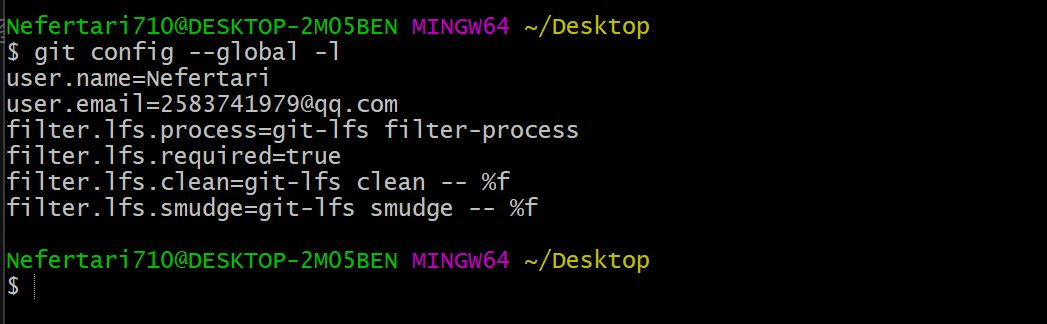 Nefertari710@DESKTOP-2M05BEN MINGW64 ~/Desktop
$ git config --global -l
user.name=Nefertari
user.email=2583741979@qq.com
filter.lfs.process=git-lfs filter-process
filter.lfs.required=true
filter.lfs.clean=git-lfs clean -- %f
filter.lfs.smudge=git-lfs smudge -- %f
Nefertari710@DESKTOP-2M05BEN MINGW64 ~/Desktop
$